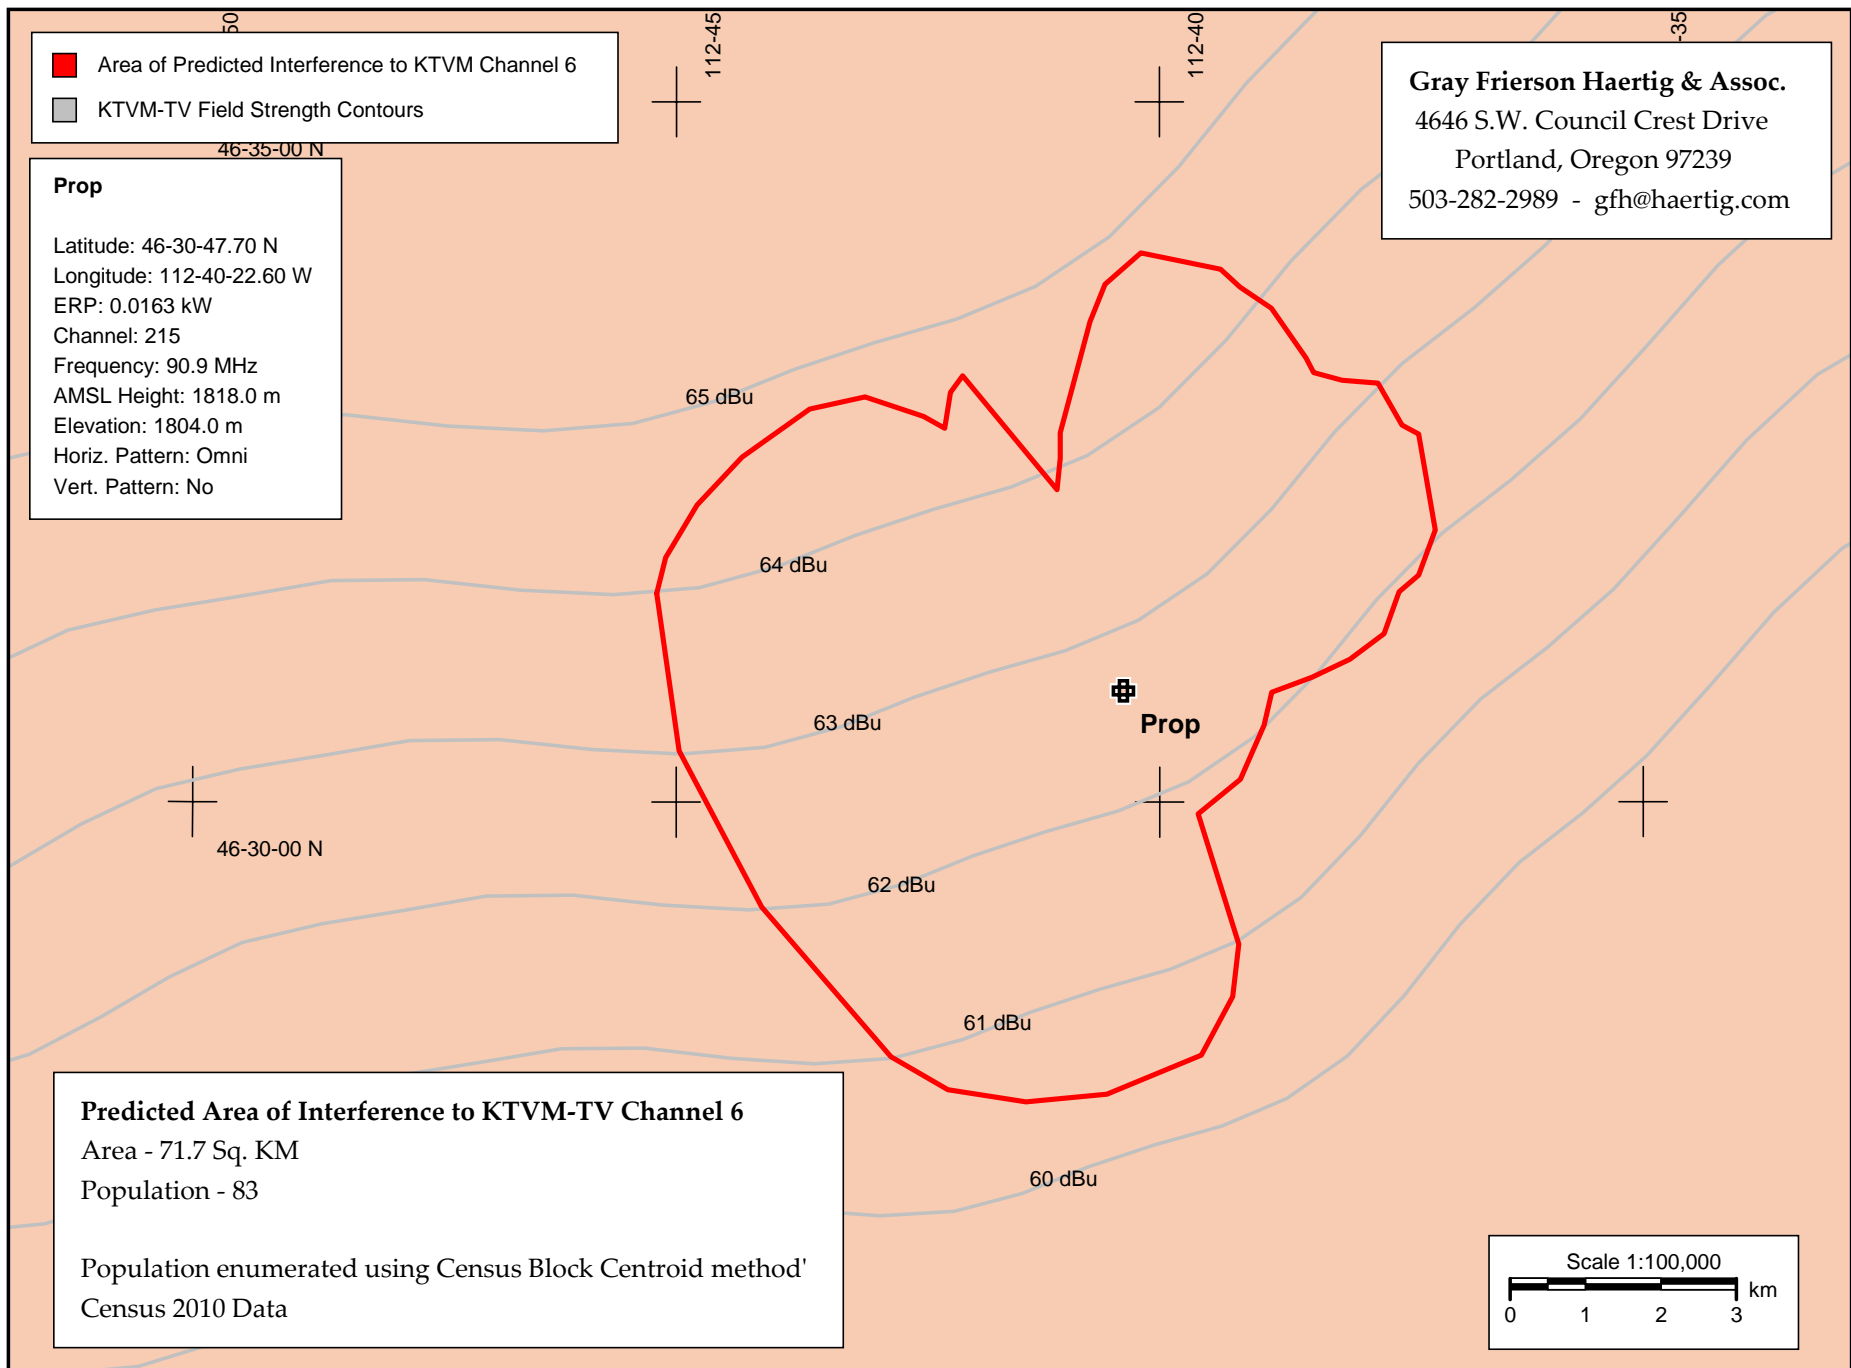 50
112-45
112-40
-35
Area of Predicted Interference to KTVM Channel 6
KTVM-TV Field Strength Contours
46-35-00 N
Gray Frierson Haertig & Assoc.
4646 S.W. Council Crest Drive
Portland, Oregon 97239
503-282-2989 - gfh@haertig.com
Prop
Latitude: 46-30-47.70 N
Longitude: 112-40-22.60 W
ERP: 0.0163 kW
Channel: 215
Frequency: 90.9 MHz
AMSL Height: 1818.0 m
Elevation: 1804.0 m
Horiz. Pattern: Omni
Vert. Pattern: No
65 dBu
64 dBu
63 dBu
Prop
46-30-00 N
62 dBu
61 dBu
60 dBu
Predicted Area of Interference to KTVM-TV Channel 6
Area - 71.7 Sq. KM
Population - 83
Population enumerated using Census Block Centroid method'
Census 2010 Data
Scale 1:100,000
km
0 1 2 3